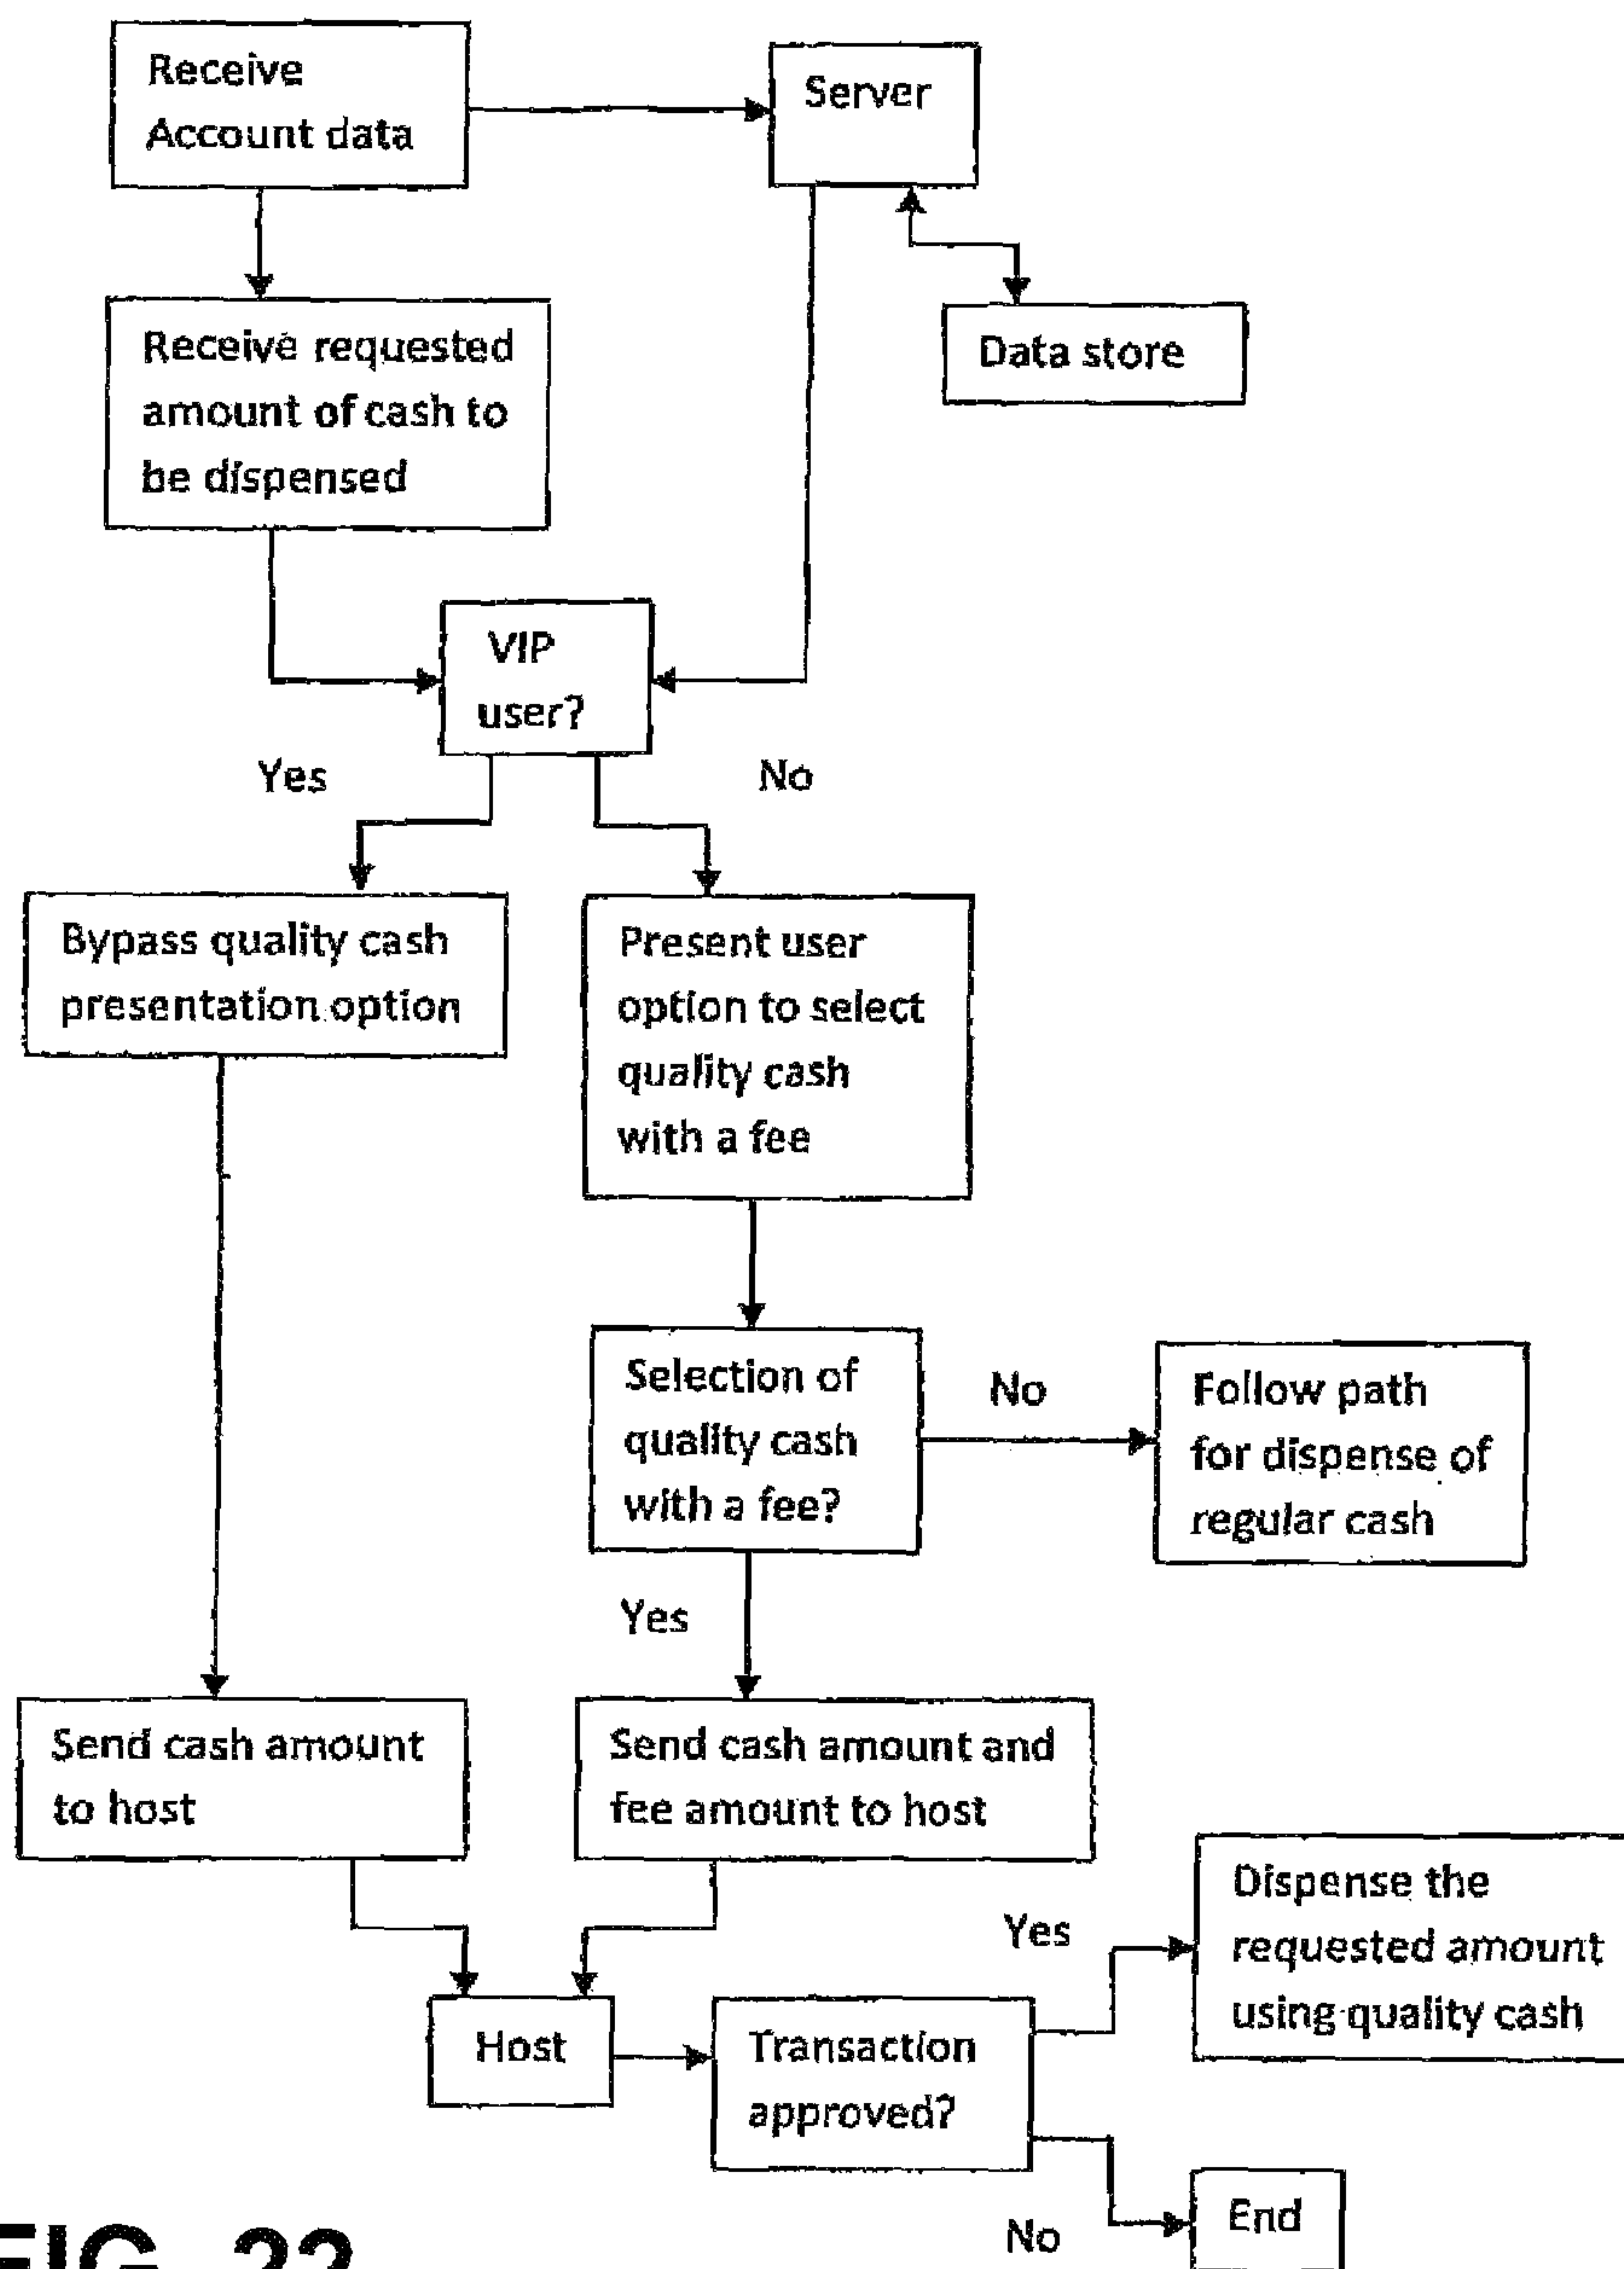 Receive
Account data
Server
Receive requested
amount of cash to
be dispensed
Data store
VIP
user?
Yes
No
Bypass quality cash
presentation option
Present user
option to select
quality cash
with a fee
Selection of
quality cash
with a fee?
No
Follow path
for dispense of
regular cash
Yes
Send cash amount
to host
Send cash amount and
fee amount to host
Dispense the
requested amount
using quality cash
Yes
Host
Transaction
approved?
End
No
FIG. 22